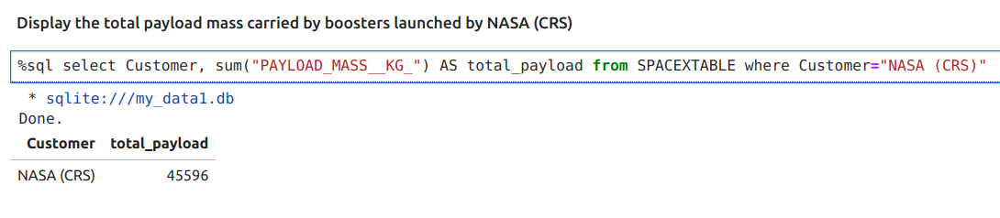 Display the total payload mass carried by boosters launched by NASA (CRS)
%sql select Customer, sum("PAYLOAD_MASS__KG_") AS total_payload from SPACEXTABLE where Customer="NASA (CRS)"
* sqlite:///my_data1.db
Done.
Customer total_payload
NASA (CRS) 45596